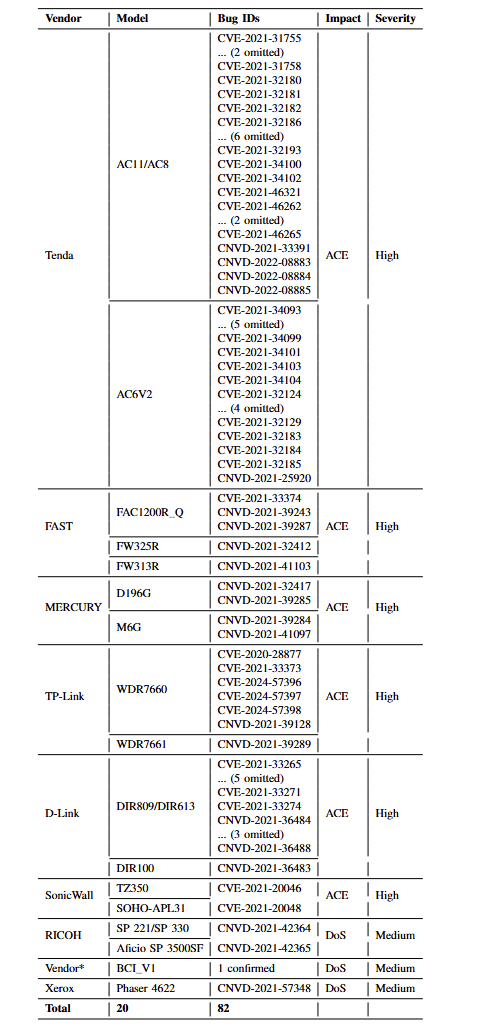 Vendor Model Bug IDs Impact Severity
CVE-2021-31755
... (2 omitted)
CVE-2021-31758
CVE-2021-32180
CVE-2021-32181
CVE-2021-32182
CVE-2021-32186
... (6 omitted)
CVE-2021-32193
AC11/AC8 CVE-2021-34100
CVE-2021-34102
CVE-2021-46321
CVE-2021-46262
... (2 omitted)
CVE-2021-46265
CNVD-2021-33391
Tenda CNVD-2022-08883 ACE High
CNVD-2022-08884
CNVD-2022-08885
CVE-2021-34093
... (5 omitted)
CVE-2021-34099
CVE-2021-34101
CVE-2021-34103
CVE-2021-34104
AC6V2 CVE-2021-32124
... (4 omitted)
CVE-2021-32129
CVE-2021-32183
CVE-2021-32184
CVE-2021-32185
CNVD-2021-25920
CVE-2021-33374
FAC1200R_Q CNVD-2021-39243
FAST CNVD-2021-39287 ACE High
FW325R CNVD-2021-32412
FW313R CNVD-2021-41103
D196G CNVD-2021-32417
CNVD-2021-39285
MERCURY ACE High
M6G CNVD-2021-39284
CNVD-2021-41097
CVE-2020-28877
CVE-2021-33373
WDR7660 CVE-2024-57396
TP-Link CVE-2024-57397 ACE High
CVE-2024-57398
CNVD-2021-39128
WDR7661 CNVD-2021-39289
CVE-2021-33265
... (5 omitted)
CVE-2021-33271
DIR809/DIR613 CVE-2021-33274
D-Link CNVD-2021-36484 ACE High
... (3 omitted)
CNVD-2021-36488
DIR100 CNVD-2021-36483
TZ350 CVE-2021-20046
SonicWall ACE High
SOHO-APL31 CVE-2021-20048
SP 221/SP 330 CNVD-2021-42364
RICOH DoS Medium
Aficio SP 3500SF CNVD-2021-42365
Vendor* BCI_V1 1 confirmed DoS Medium
Xerox Phaser 4622 CNVD-2021-57348 DoS Medium
Total 20 82